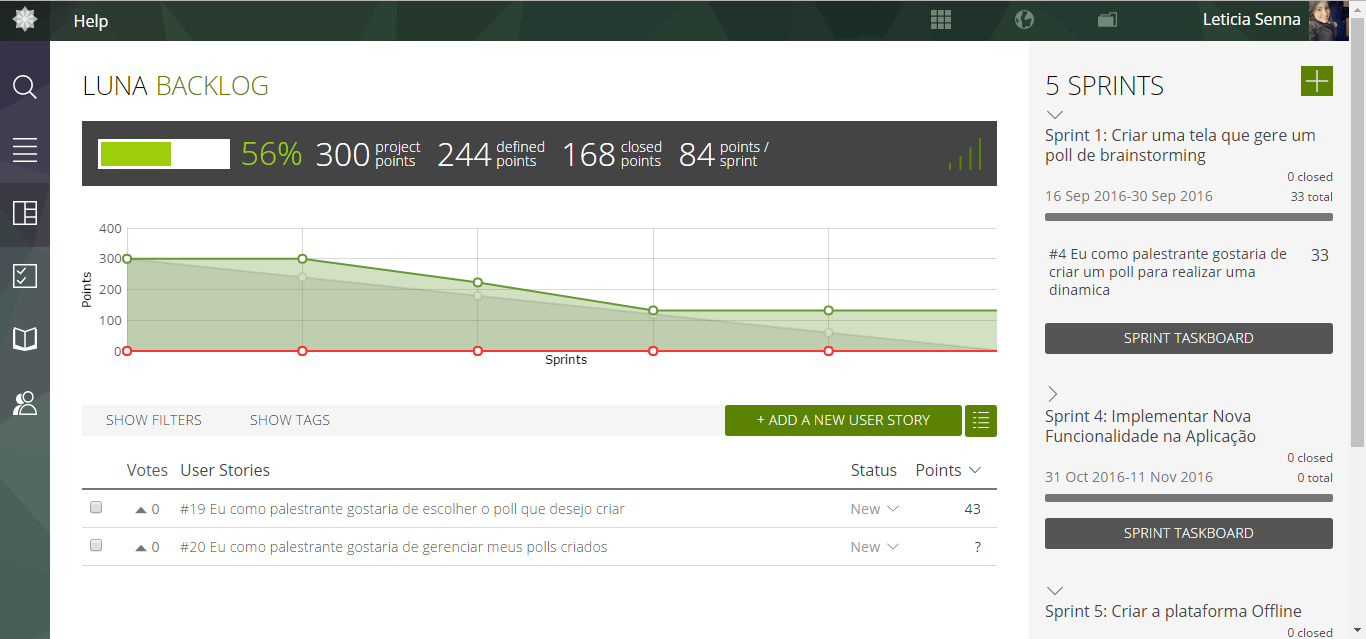 Help
Leticia Senna
LUNA BACKLOG
56% 300 project points 244 defined points 168 closed points 84 points / sprint
400
300
200
100
0
Points
Sprints
SHOW FILTERS SHOW TAGS + ADD A NEW USER STORY
Votes User Stories Status Points
0 #19 Eu como palestrante gostaria de escolher o poll que desejo criar New 43
0 #20 Eu como palestrante gostaria de gerenciar meus polls criados New ?
5 SPRINTS
Sprint 1: Criar uma tela que gere um
poll de brainstorming
0 closed
16 Sep 2016-30 Sep 2016 33 total
#4 Eu como palestrante gostaria de 33
criar um poll para realizar uma
dinamica
SPRINT TASKBOARD
Sprint 4: Implementar Nova
Funcionalidade na Aplicação
0 closed
31 Oct 2016-11 Nov 2016 0 total
SPRINT TASKBOARD
Sprint 5: Criar a plataforma Offline
0 closed